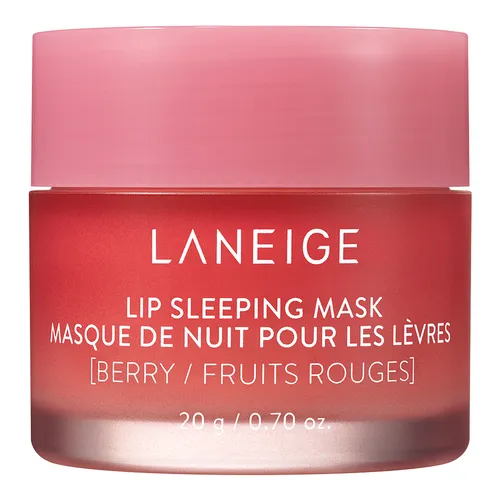 LANEIGE
LIP SLEEPING MASK
MASQUE DE NUIT POUR LES LÈVRES
[BERRY / FRUITS ROUGES]
20 g / 0.70 oz.